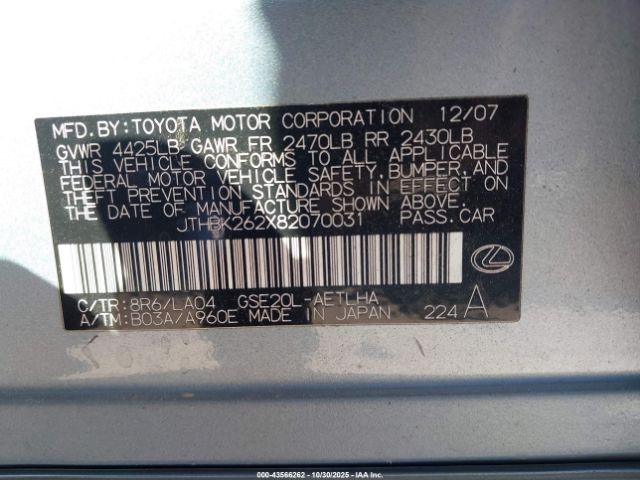 MFD.BY:TOYOTA MOTOR CORPORATION 12/07
GVWR 4425LB GAWR FR 2470LB RR 2430LB
THIS VEHICLE CONFORMS TO ALL APPLICABLE
FEDERAL MOTOR VEHICLE SAFETY,BUMPER,AND
THEFT PREVENTION STANDARDS IN EFFECT ON
THE DATE OF MANUFACTURE SHOWN ABOVE.
JTHBK262X82070031 PASS.CAR
C/TR:8R6/LA04 GSE20L-AETLHA
A/TM:B03A/A960E MADE IN JAPAN 224 A
000-43566262 | 10/30/2025 | IAA Inc.